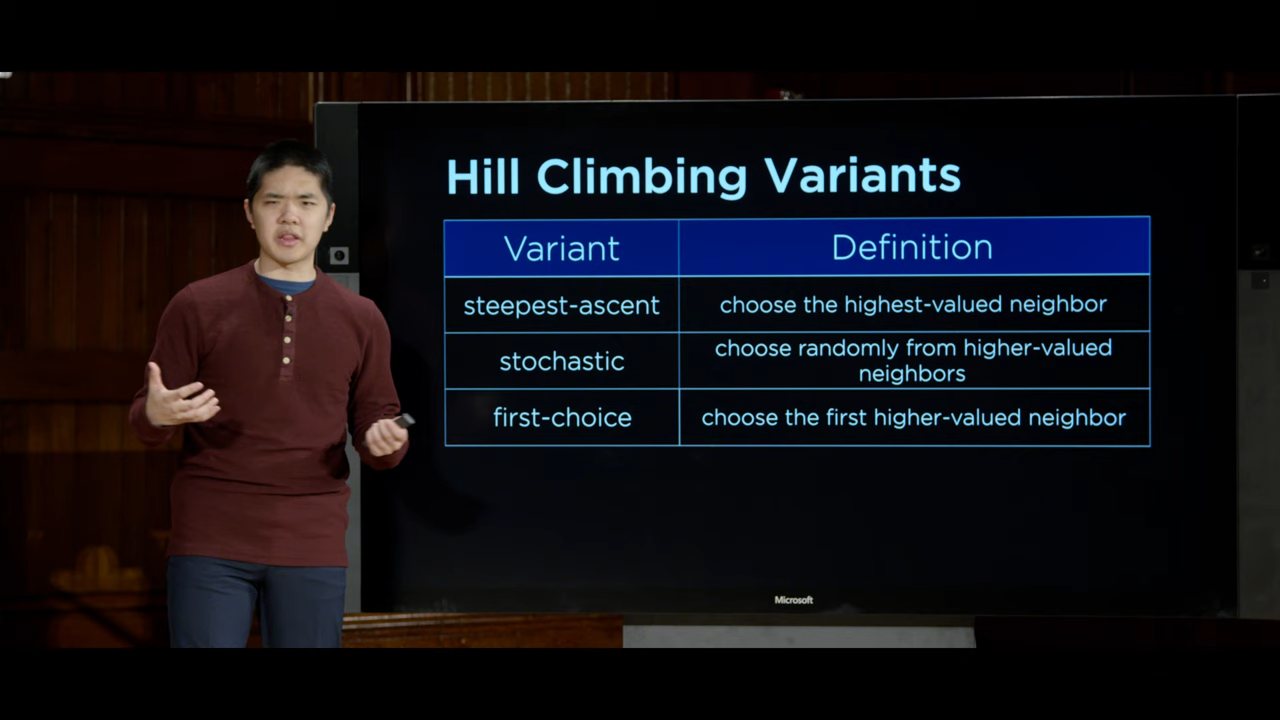 Hill Climbing Variants
Variant Definition
steepest-ascent choose the highest-valued neighbor
stochastic choose randomly from higher-valued
neighbors
first-choice choose the first higher-valued neighbor
Microsoft